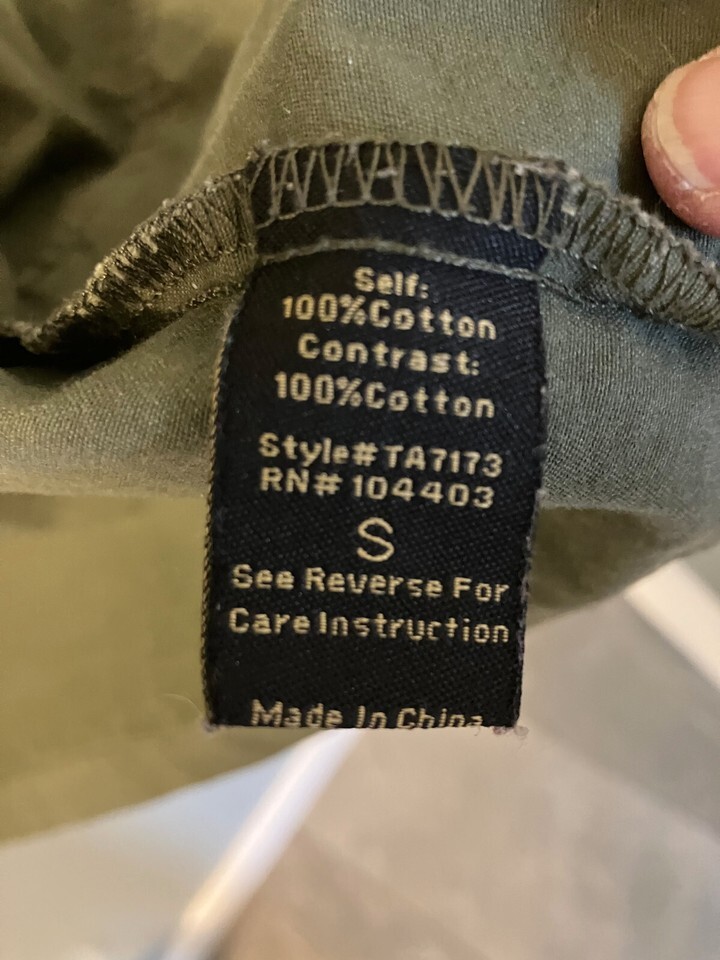 Self:
100%Cotton
Contrast:
100%Cotton
Style#TA7173
RN#104403
S
See Reverse For
Care Instruction
Made In China